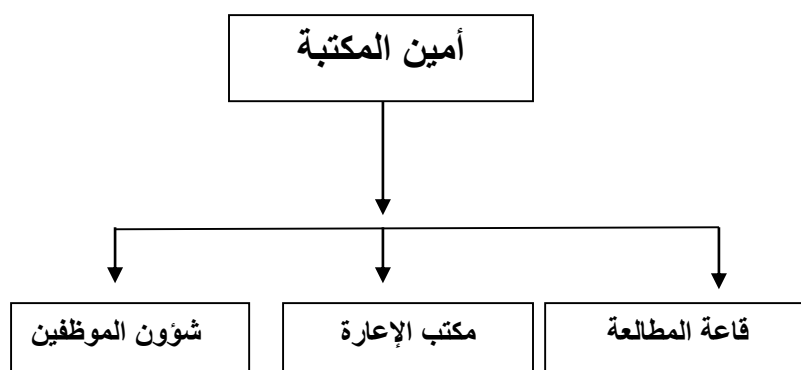 أمين المكتبة
قاعة المطالعة
مكتب الإعارة
شؤون الموظفين